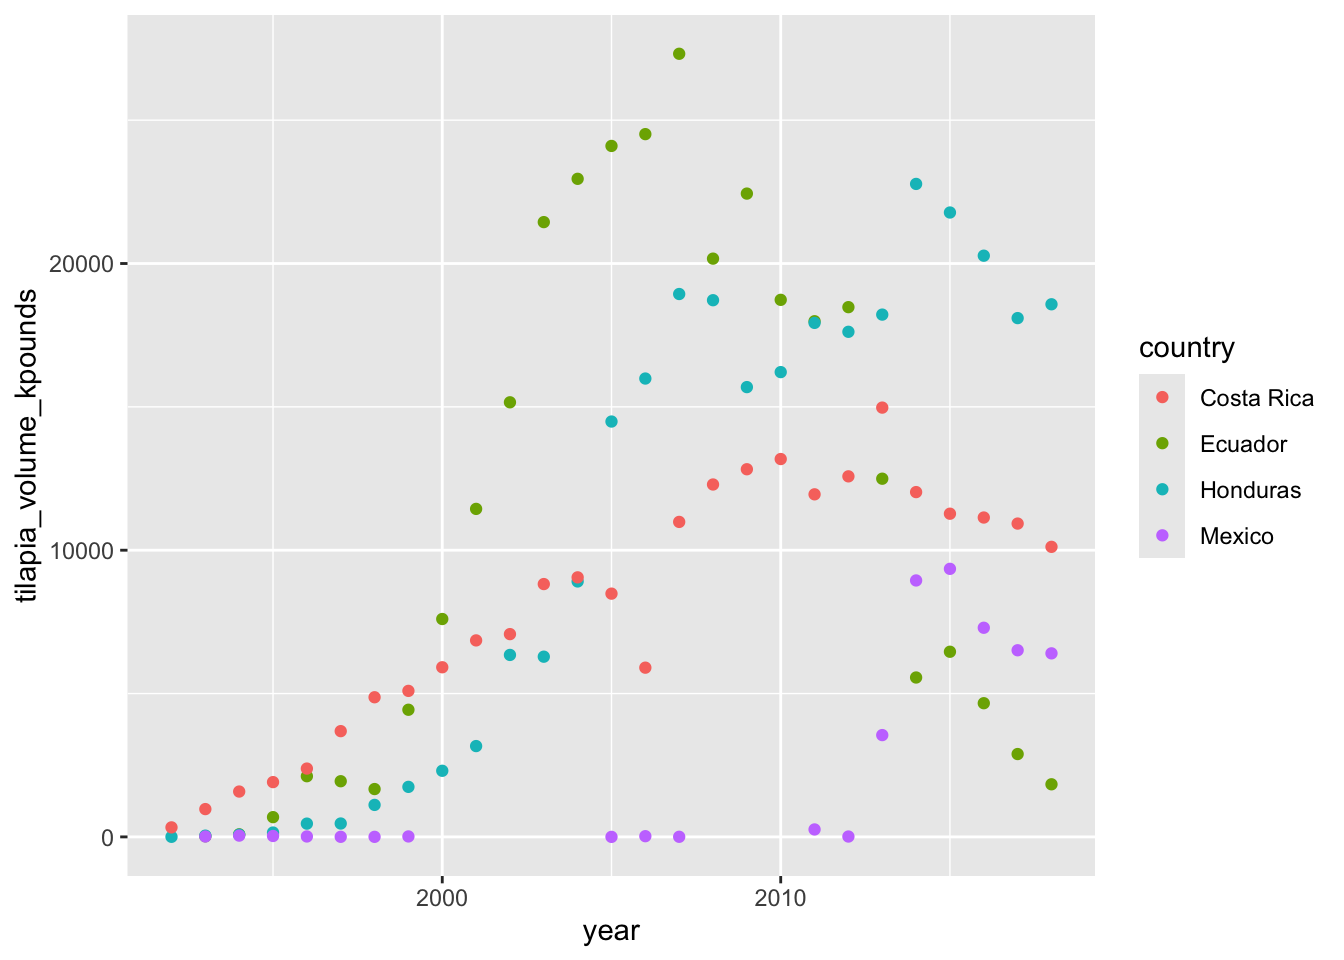 tilapia_volume_kpounds
20000
10000
0
2000
2010
year
country
Costa Rica
Ecuador
Honduras
Mexico